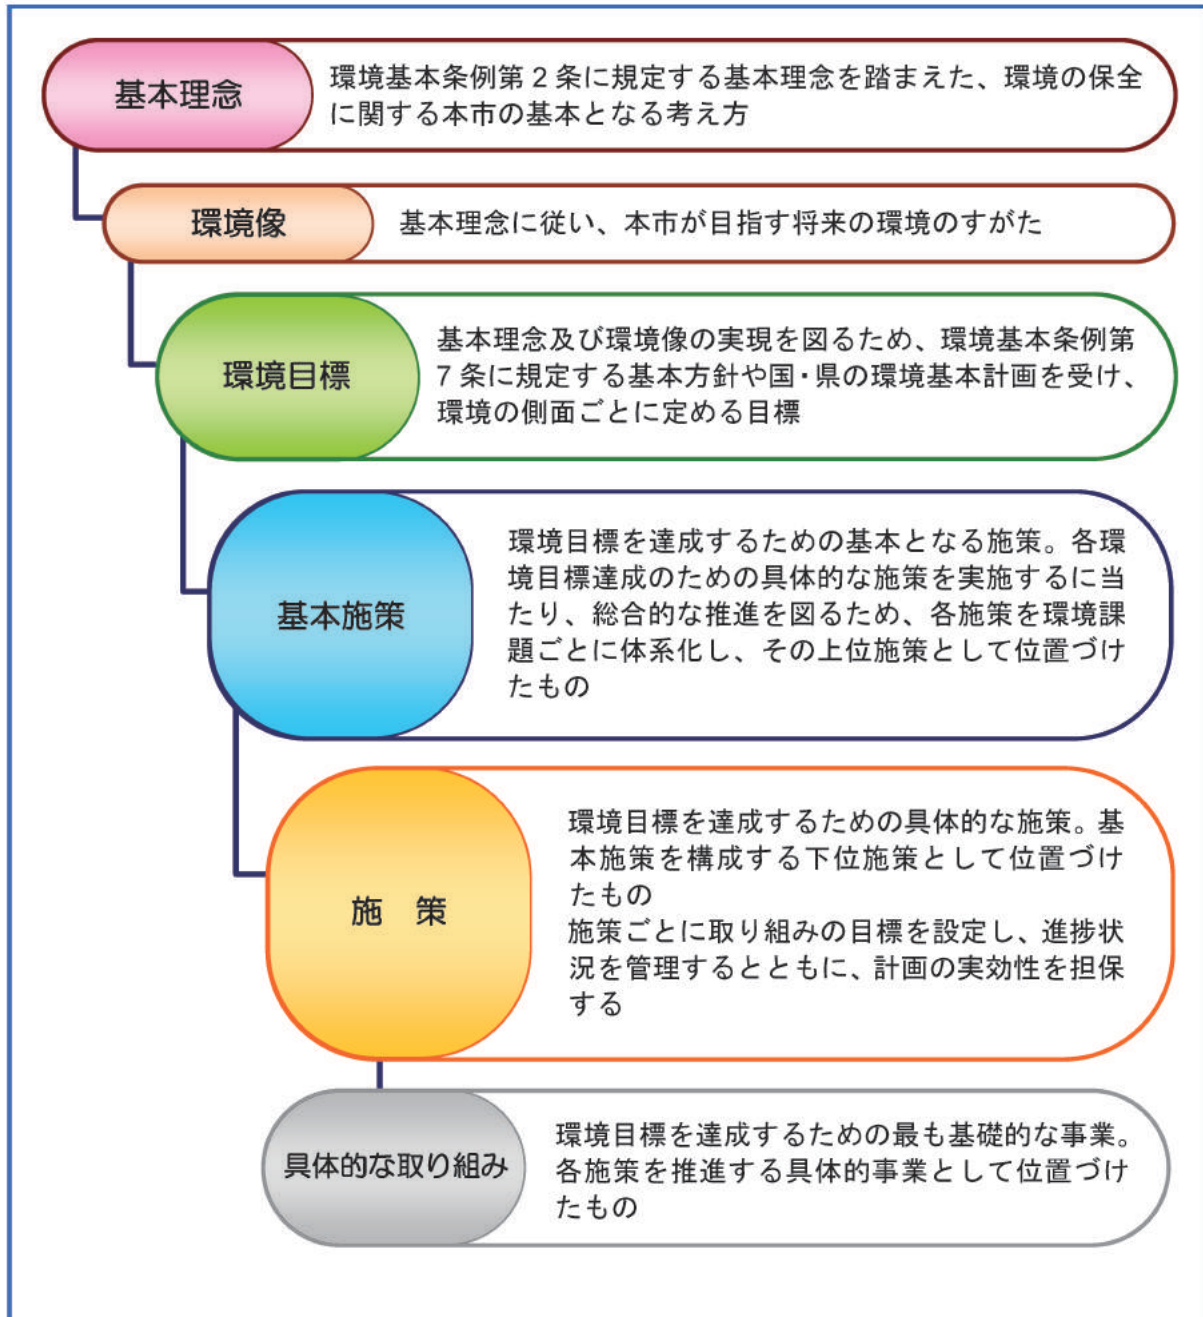 基本理念
環境基本条例第2条に規定する基本理念を踏まえた、環境の保全
に関する本市の基本となる考え方
環境像
基本理念に従い、本市が目指す将来の環境のすがた
環境目標
基本理念及び環境像の実現を図るため、環境基本条例第
7条に規定する基本方針や国・県の環境基本計画を受け、
環境の側面ごとに定める目標
基本施策
環境目標を達成するための基本となる施策。各環
境目標達成のための具体的な施策を実施するに当
たり、総合的な推進を図るため、各施策を環境課
題ごとに体系化し、その上位施策として位置づけ
たもの
施　策
環境目標を達成するための具体的な施策。基
本施策を構成する下位施策として位置づけ
たもの
施策ごとに取り組みの目標を設定し、進捗状
況を管理するとともに、計画の実効性を担保
する
具体的な取り組み
環境目標を達成するための最も基礎的な事業。
各施策を推進する具体的事業として位置づけ
たもの